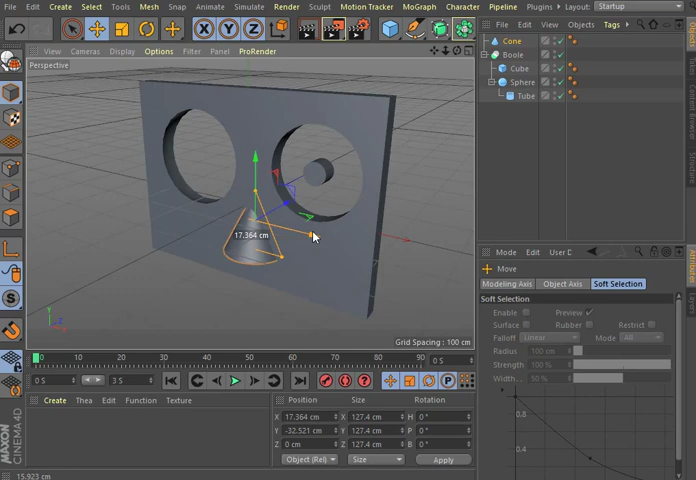 File Edit Create Select Tools Mesh Snap Animate Simulate Render Sculpt Motion Tracker MoGraph Character Pipeline Plugins Layout: Startup
File Edit View Objects Tags
View Cameras Display Options Filter Panel ProRender
Perspective
Cone
Boole
Cube
Sphere
Tube
Objects
Content Browser
17.364 cm
Y
Z
X
Grid Spacing : 100 cm
Mode Edit User D
Move
Modeling Axis Object Axis Soft Selection
Soft Selection
Enable Preview
Surface Rubber Restrict
Falloff Linear Mode All
Radius 100 cm
Strength 100 %
Width. . 50 %
0.8
0.4
Attributes
Layers
0 10 20 30 40 50 60 70 80 90 0 S
0 S 3 S
Create Thea Edit Function Texture
Position Size Rotation
X 17.364 cm X 127.4 cm H 0 °
Y -32.521 cm Y 127.4 cm P 0 °
Z 0 cm Z 127.4 cm B 0 °
Object (Rel) Size Apply
MAXON
CINEMA4D
15.923 cm